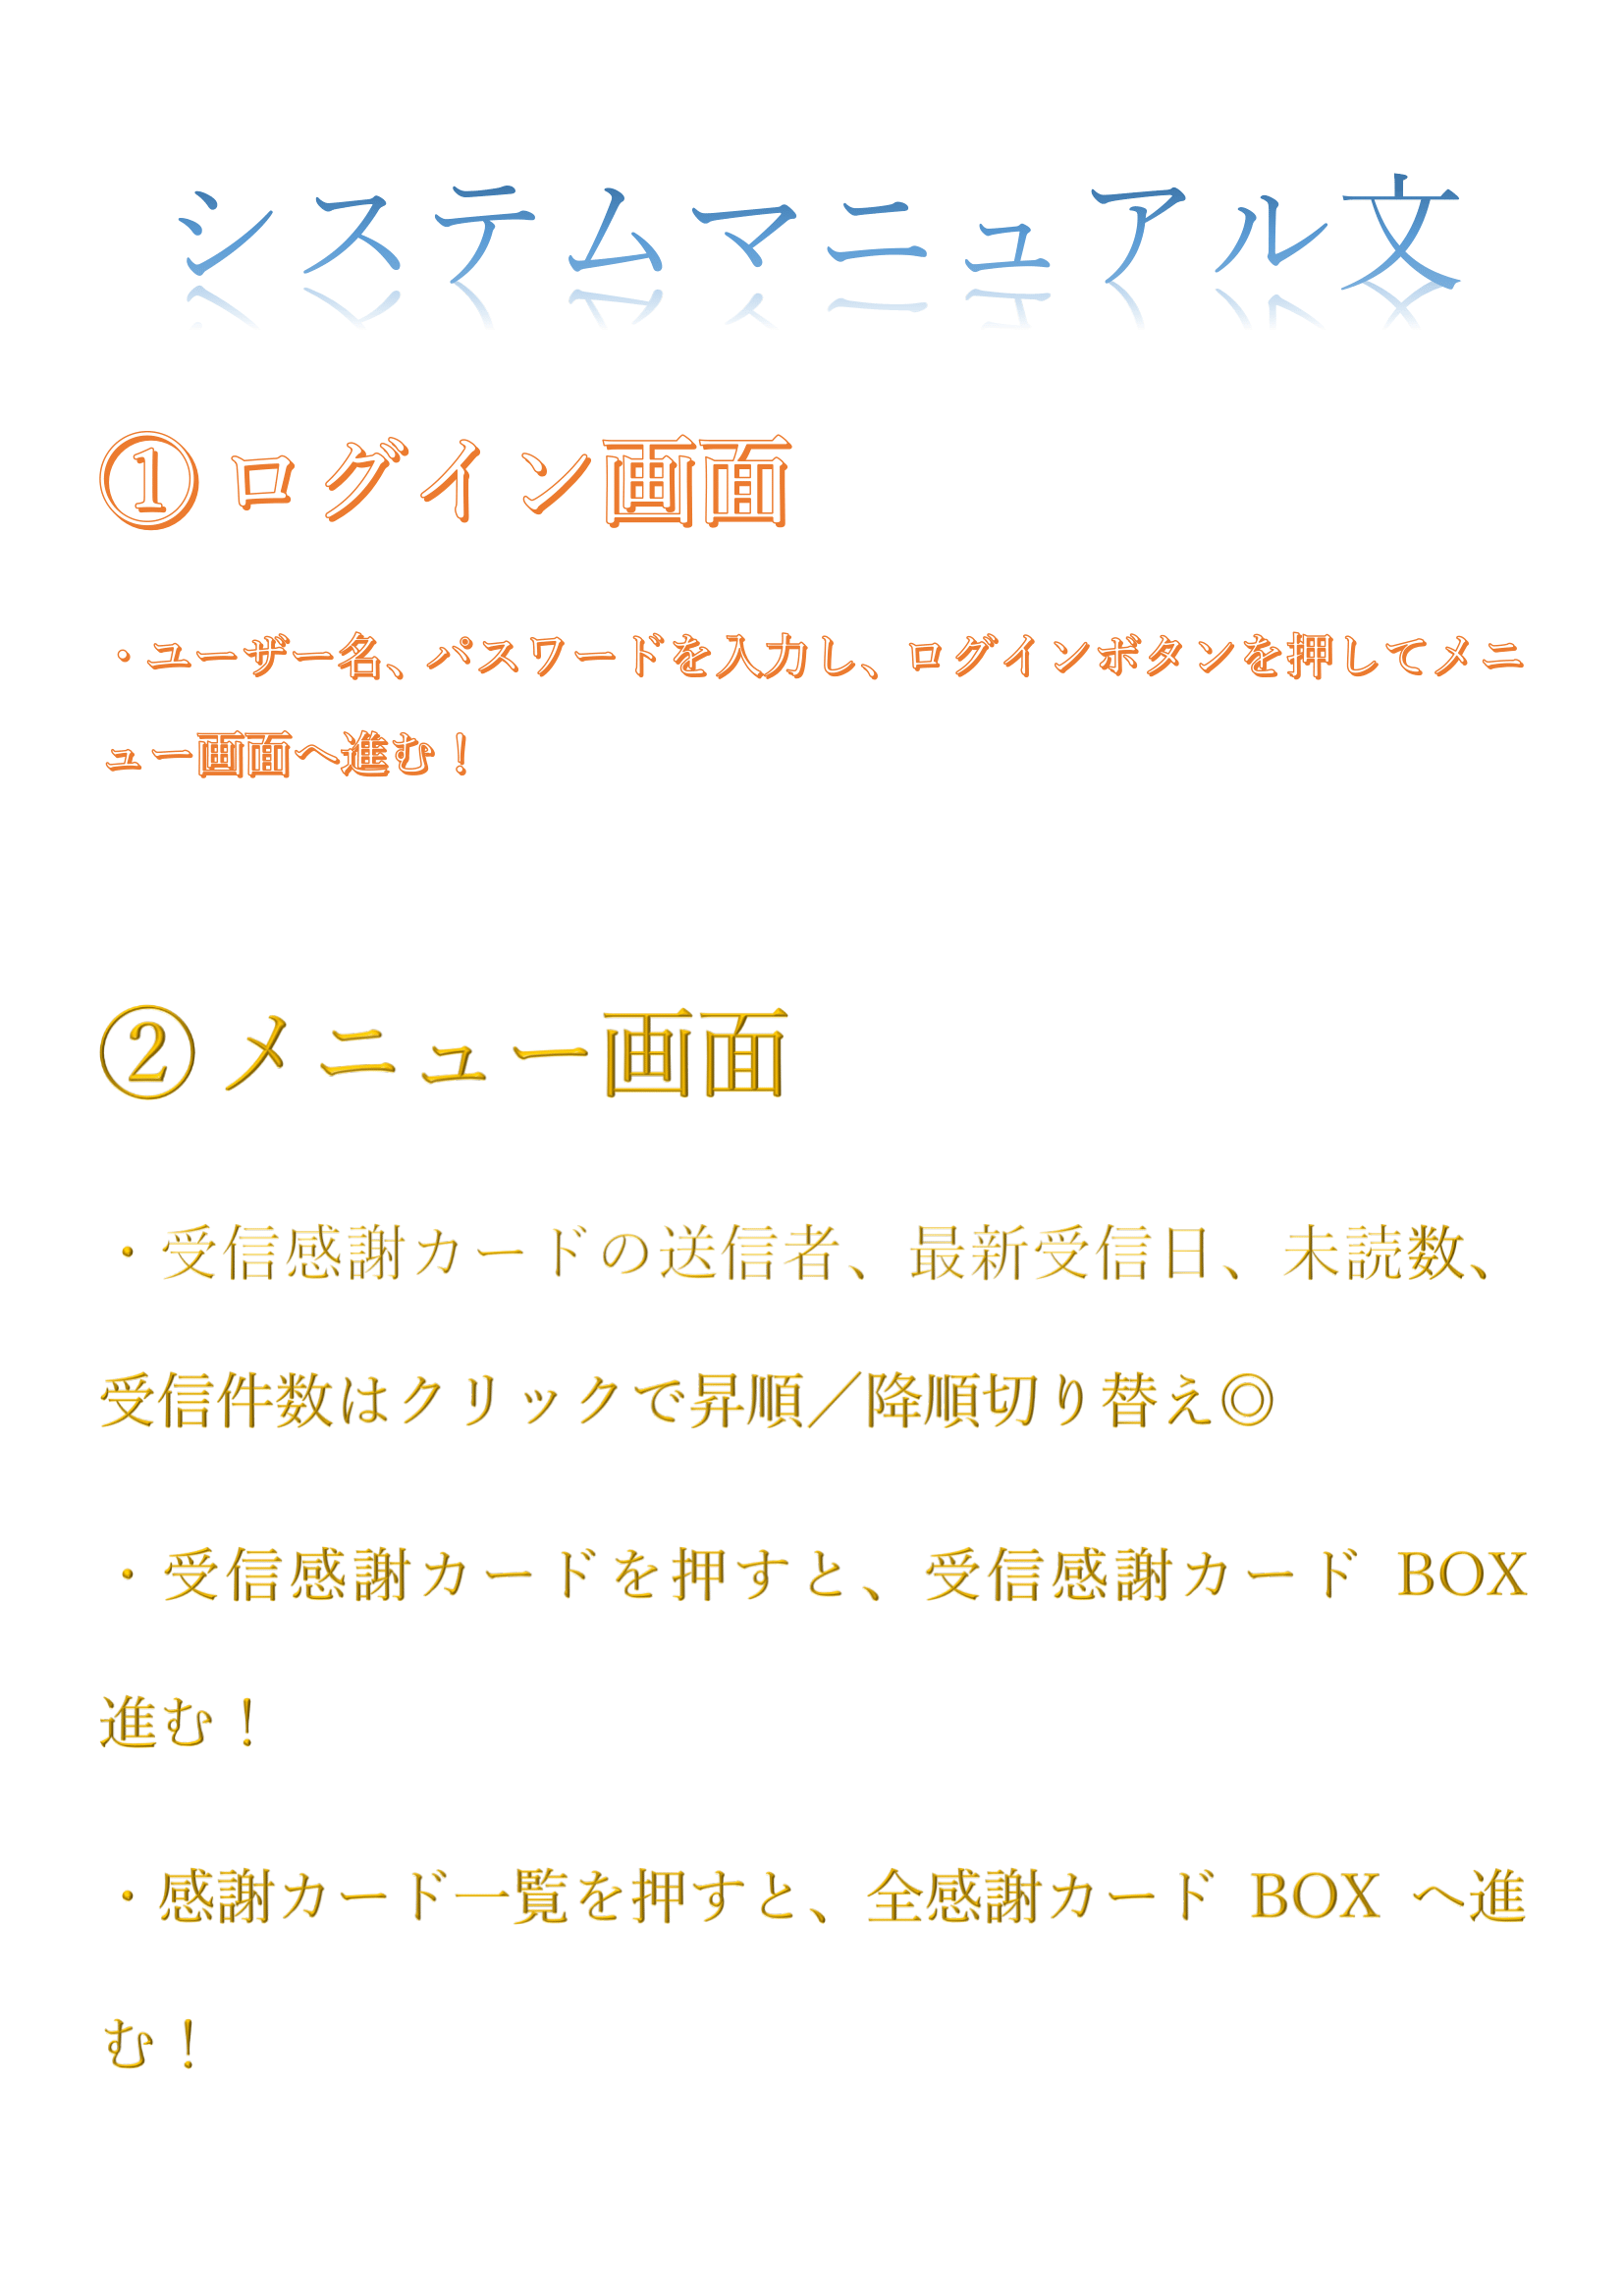 システムマニュアル文
① ログイン画面
・ユーザー名、パスワードを入力し、ログインボタンを押してメニ
ュー画面へ進む！
② メニュー画面
・受信感謝カードの送信者、最新受信日、未読数、
受信件数はクリックで昇順／降順切り替え◎
・受信感謝カードを押すと、受信感謝カード BOX
進む！
・感謝カード一覧を押すと、全感謝カード BOX へ進
む！